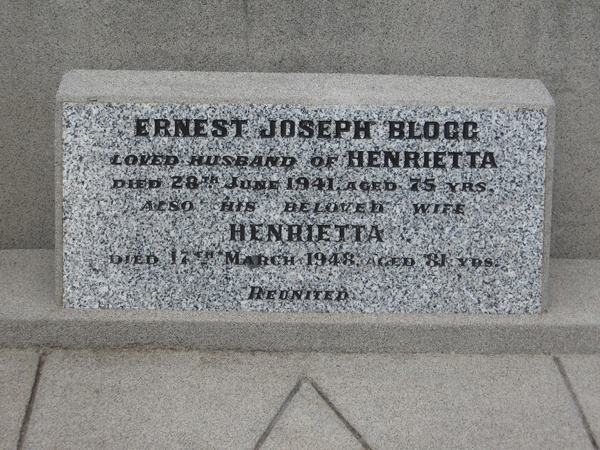 ERNEST JOSEPH BLOGG
LOVED HUSBAND OF HENRIETTA
DIED 28TH JUNE 1941, AGED 75 YRS.
ALSO HIS BELOVED WIFE
HENRIETTA
DIED 17TH MARCH 1948, AGED 81 YRS.
REUNITED